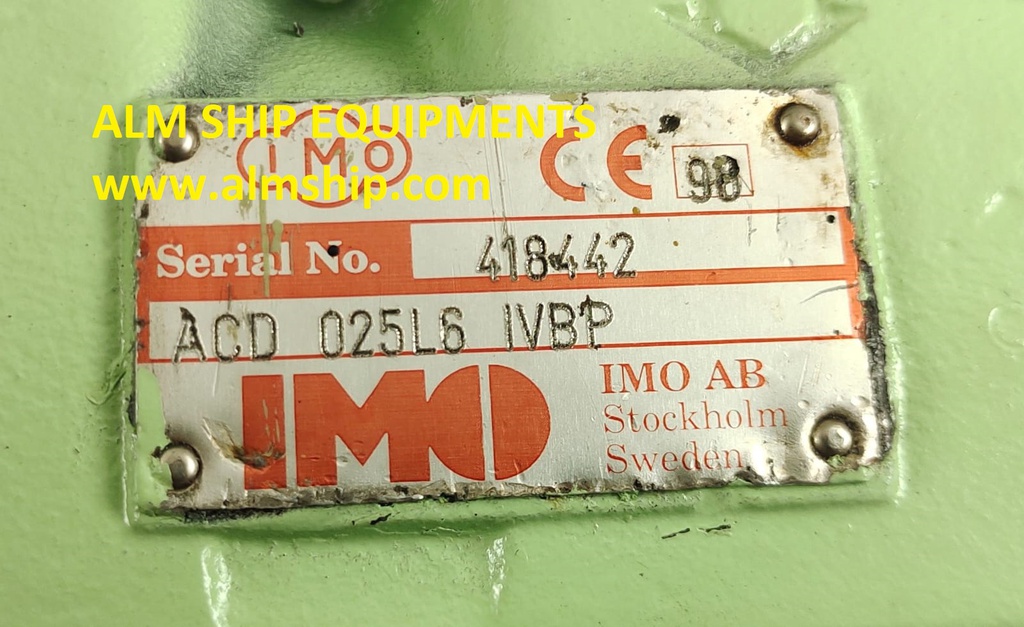 ALM SHIP EQUIPMENTS
www.almship.com
IMO
CE 98
Serial No. 418442
ACD 025L6 IVBP
IMO
IMO AB
Stockholm
Sweden